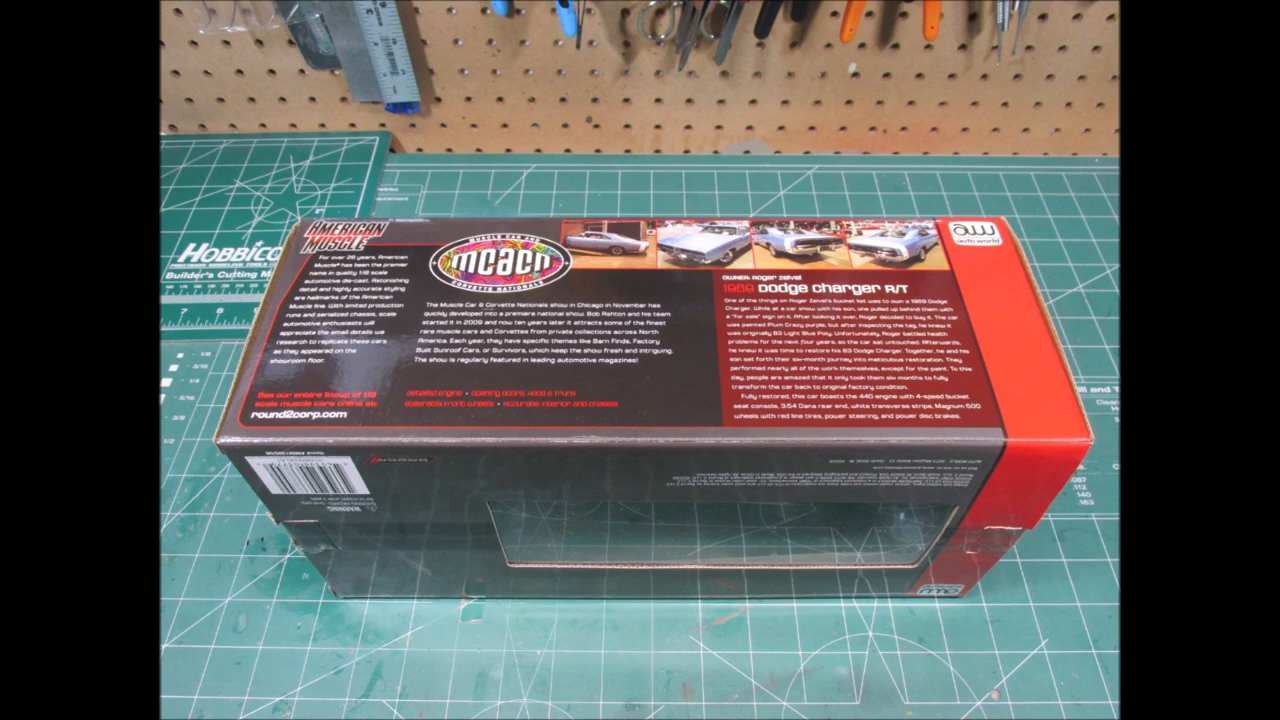 HOBBICO
Builder's Cutting M
7 8
AMERICAN
MUSCLE
For over 25 years, American
Muscle® has been the premier
name in quality 1:18 scale
automotive die-cast. Astonishing
detail and highly accurate styling
are hallmarks of the American
Muscle line. With limited production
runs and serialized chassis, scale
automotive enthusiasts will
appreciate the small details we
research to replicate these cars
as they appeared on the
showroom floor.
See our entire lineup of 1:18
scale muscle cars online at:
round2corp.com
MUSCLE CAR AND
mcacn
CORVETTE NATIONALS
The Muscle Car & Corvette Nationals show in Chicago in November has
quickly developed into a premier national show. Bob Ashton and his team
started it in 2009 and now ten years later it attracts some of the finest
rare muscle cars and Corvettes from private collections across North
America. Each year, they have specific themes like Barn Finds, Factory
Built Sunroof Cars, or Survivors, which keep the show fresh and intriguing.
The show is regularly featured in leading automotive magazines!
detailed engine • opening doors, hood & trunk
steerable front wheels • accurate interior and chassis
OWNER: Roger Zelvel
1969 Dodge Charger R/T
One of the things on Roger Zelvel's bucket list was to own a 1969 Dodge
Charger. While at a car show with his son, one pulled up behind them with
a "for sale" sign on it. After looking it over, Roger decided to buy it. The car
was painted Plum Crazy purple, but after inspecting the tag, he knew it
was originally B3 Light Blue Poly. Unfortunately, Roger battled health
problems for the next four years, so the car sat untouched. Afterwards,
he knew it was time to restore his B3 Dodge Charger. Together, he and his
son set forth their six-month journey into meticulous restoration. They
performed nearly all of the work themselves, except for the paint. To this
day, people are amazed that it only took them six months to fully
transform the car back to original factory condition.
Fully restored, this car boasts the 440 engine with 4-speed bucket
seat console, 3:54 Dana rear end, white transverse stripes, Magnum 500
wheels with red line tires, power steering, and power disc brakes.
aw
auto world
WARNING:
140